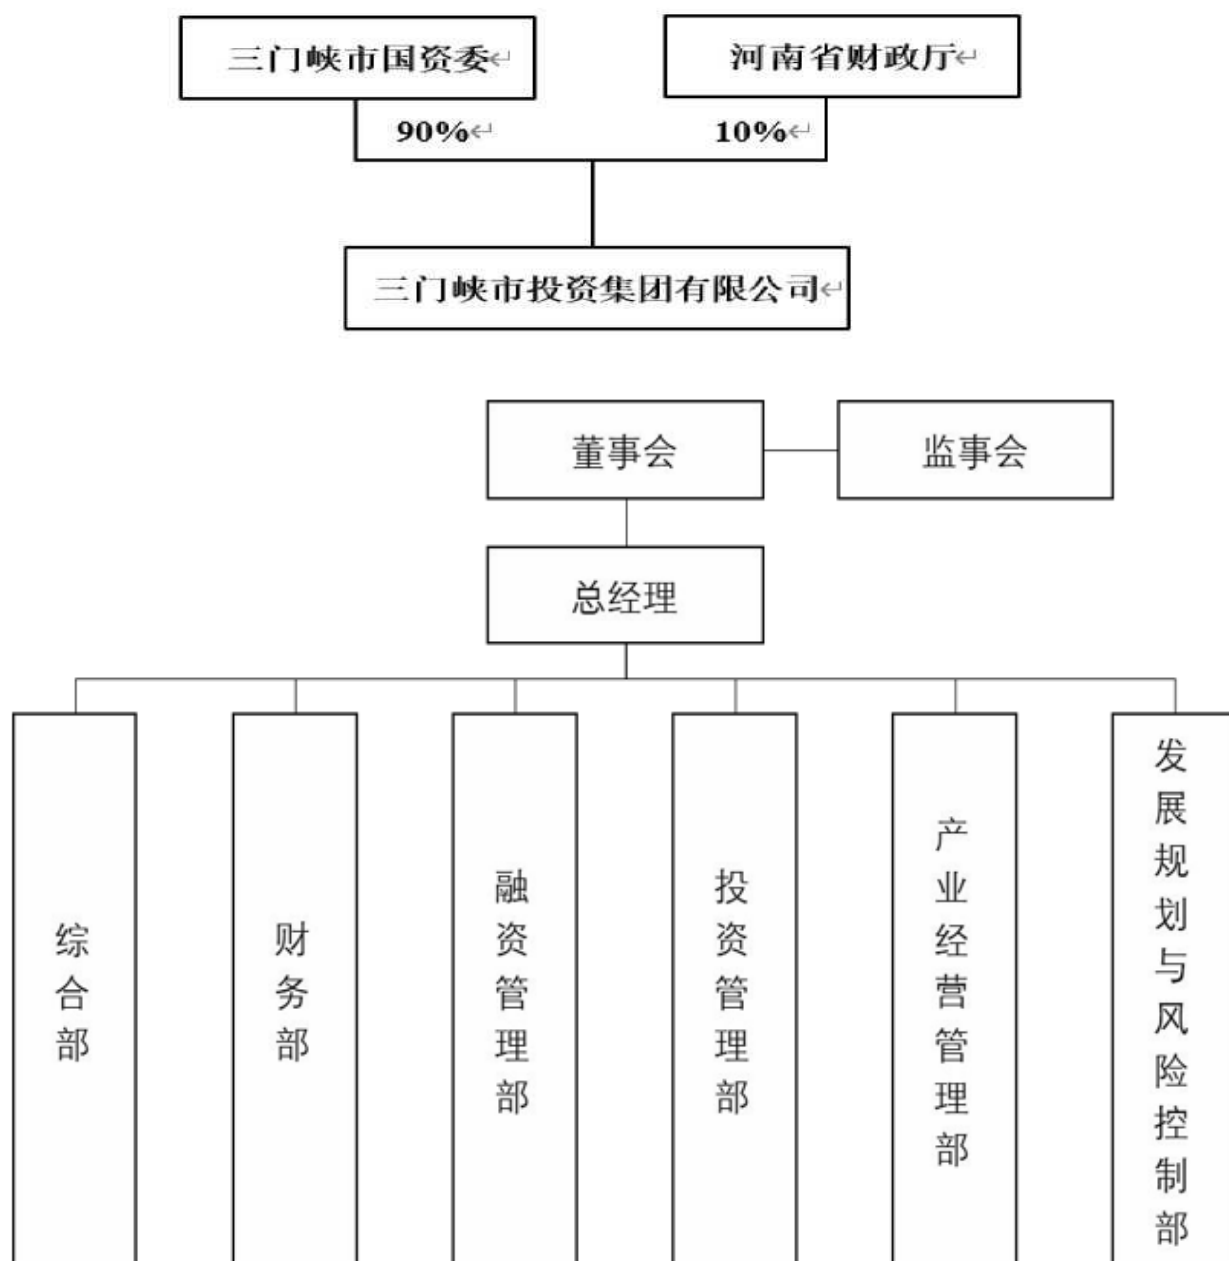 三门峡市国资委↵
河南省财政厅↵
90%↵
10%↵
三门峡市投资集团有限公司↵
董事会
监事会
总经理
综合部
财务部
融资管理部
投资管理部
产业经营管理部
发展规划与风险控制部